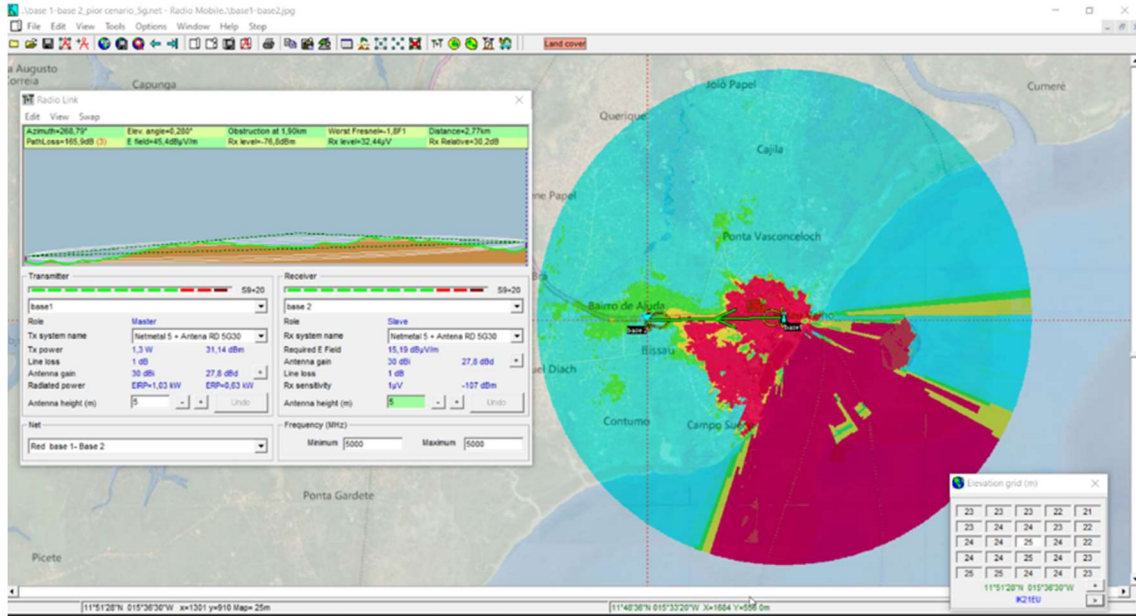 .\base 1-base 2_pior cenario_5g.net - Radio Mobile.\base1-base2.jpg
File Edit View Tools Options Window Help Step
Land cover
a Augusto
Correia
Capunga
Joló Papel
Cumeré
Querique
Cajila
ene Papel
Ponta Vasconceloch
Brá
Bairro de Ajuda
base 2
base1
Bissau
uel Diach
Contumo
Ponta Gardete
Picete
Radio Link
Edit View Swap
Azimuth=268,79° Elev. angle=0,280° Obstruction at 1,90km Worst Fresnel=-1,8F1 Distance=2,77km
PathLoss=165,9dB (3) E field=45,4dBµV/m Rx level=-76,8dBm Rx level=32,44µV Rx Relative=30,2dB
Transmitter
S9+20
base1
Role Master
Tx system name Netmetal 5 + Antena RD 5G30
Tx power 1,3 W 31,14 dBm
Line loss 1 dB
Antenna gain 30 dBi 27,8 dBd +
Radiated power EIRP=1,03 kW ERP=0,63 kW
Antenna height (m) 5 - + Undo
Net
Red base 1- Base 2
Receiver
S9+20
base 2
Role Slave
Rx system name Netmetal 5 + Antena RD 5G30
Required E Field 15,19 dBµV/m
Antenna gain 30 dBi 27,8 dBd +
Line loss 1 dB
Rx sensitivity 1µV -107 dBm
Antenna height (m) 5 - + Undo
Frequency (MHz)
Minimum 5000 Maximum 5000
Elevation grid (m)
23 23 23 22 21
23 24 24 23 22
24 24 25 24 22
24 24 25 24 23
25 25 24 24 23
11°51'28"N 015°36'30"W +
IK21EU >
11°51'28"N 015°36'30"W x=1301 y=910 Map= 25m
11°48'36"N 015°33'20"W X=1684